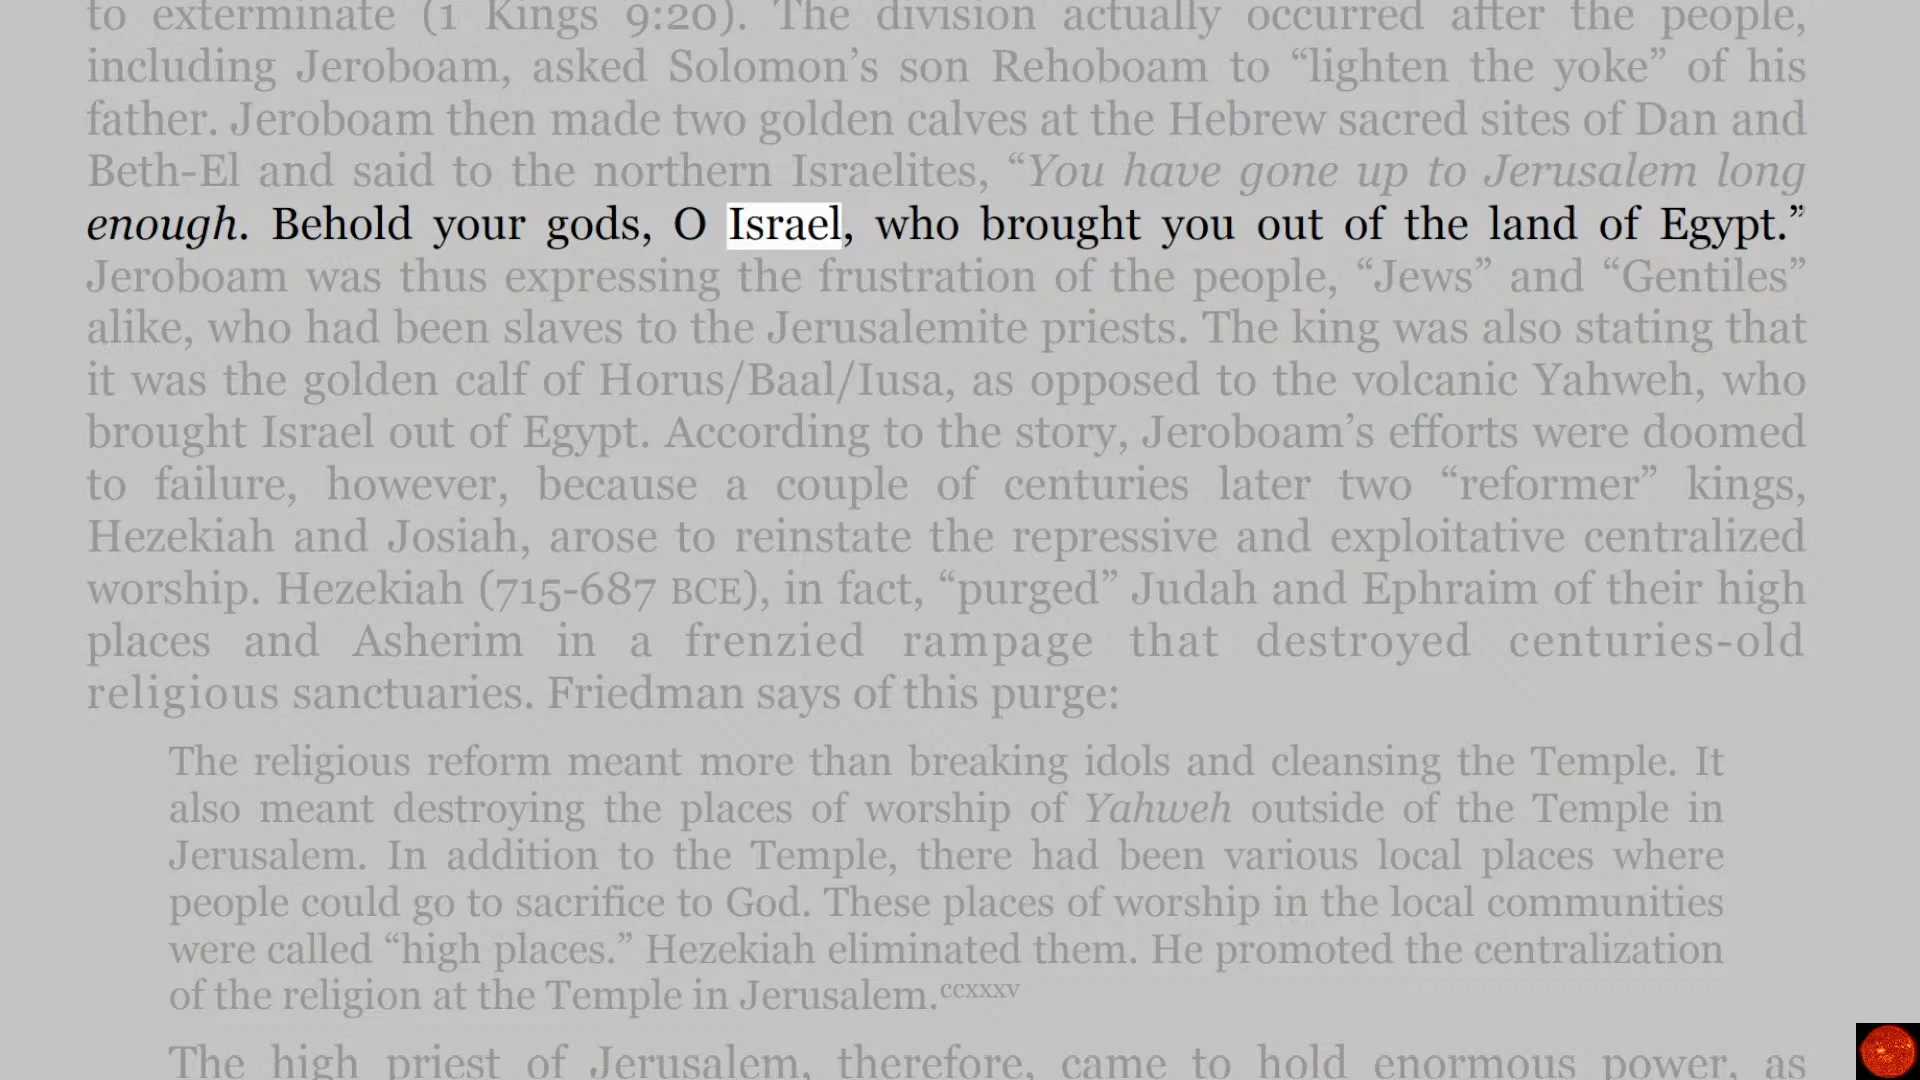 to exterminate (1 Kings 9:20). The division actually occurred after the people,
including Jeroboam, asked Solomon’s son Rehoboam to “lighten the yoke” of his
father. Jeroboam then made two golden calves at the Hebrew sacred sites of Dan and
Beth-El and said to the northern Israelites, “You have gone up to Jerusalem long
enough. Behold your gods, O Israel, who brought you out of the land of Egypt.”
Jeroboam was thus expressing the frustration of the people, “Jews” and “Gentiles”
alike, who had been slaves to the Jerusalemite priests. The king was also stating that
it was the golden calf of Horus/Baal/Iusa, as opposed to the volcanic Yahweh, who
brought Israel out of Egypt. According to the story, Jeroboam’s efforts were doomed
to failure, however, because a couple of centuries later two “reformer” kings,
Hezekiah and Josiah, arose to reinstate the repressive and exploitative centralized
worship. Hezekiah (715-687 BCE), in fact, “purged” Judah and Ephraim of their high
places and Asherim in a frenzied rampage that destroyed centuries-old
religious sanctuaries. Friedman says of this purge:
The religious reform meant more than breaking idols and cleansing the Temple. It
also meant destroying the places of worship of Yahweh outside of the Temple in
Jerusalem. In addition to the Temple, there had been various local places where
people could go to sacrifice to God. These places of worship in the local communities
were called “high places.” Hezekiah eliminated them. He promoted the centralization
of the religion at the Temple in Jerusalem.ccxxxv
The high priest of Jerusalem, therefore, came to hold enormous power, as